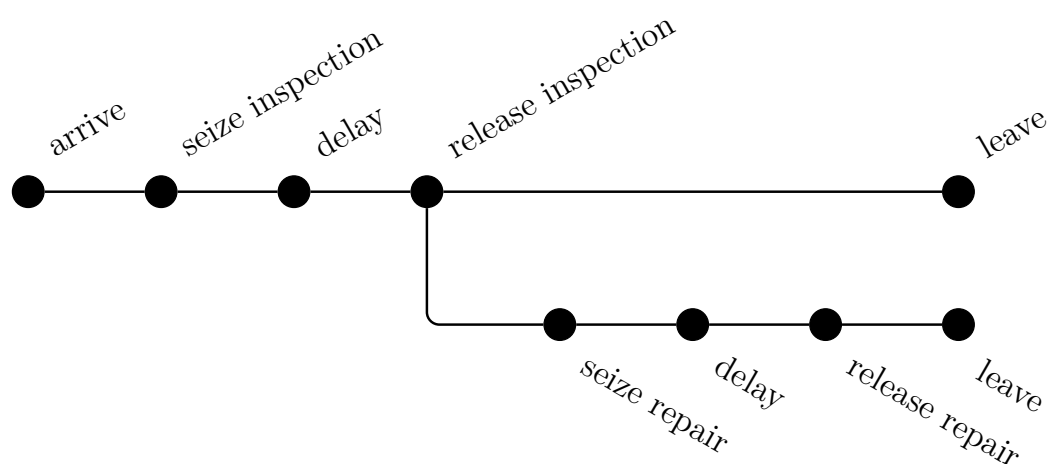 arrive
seize inspection
delay
release inspection
leave
seize repair
delay
release repair
leave